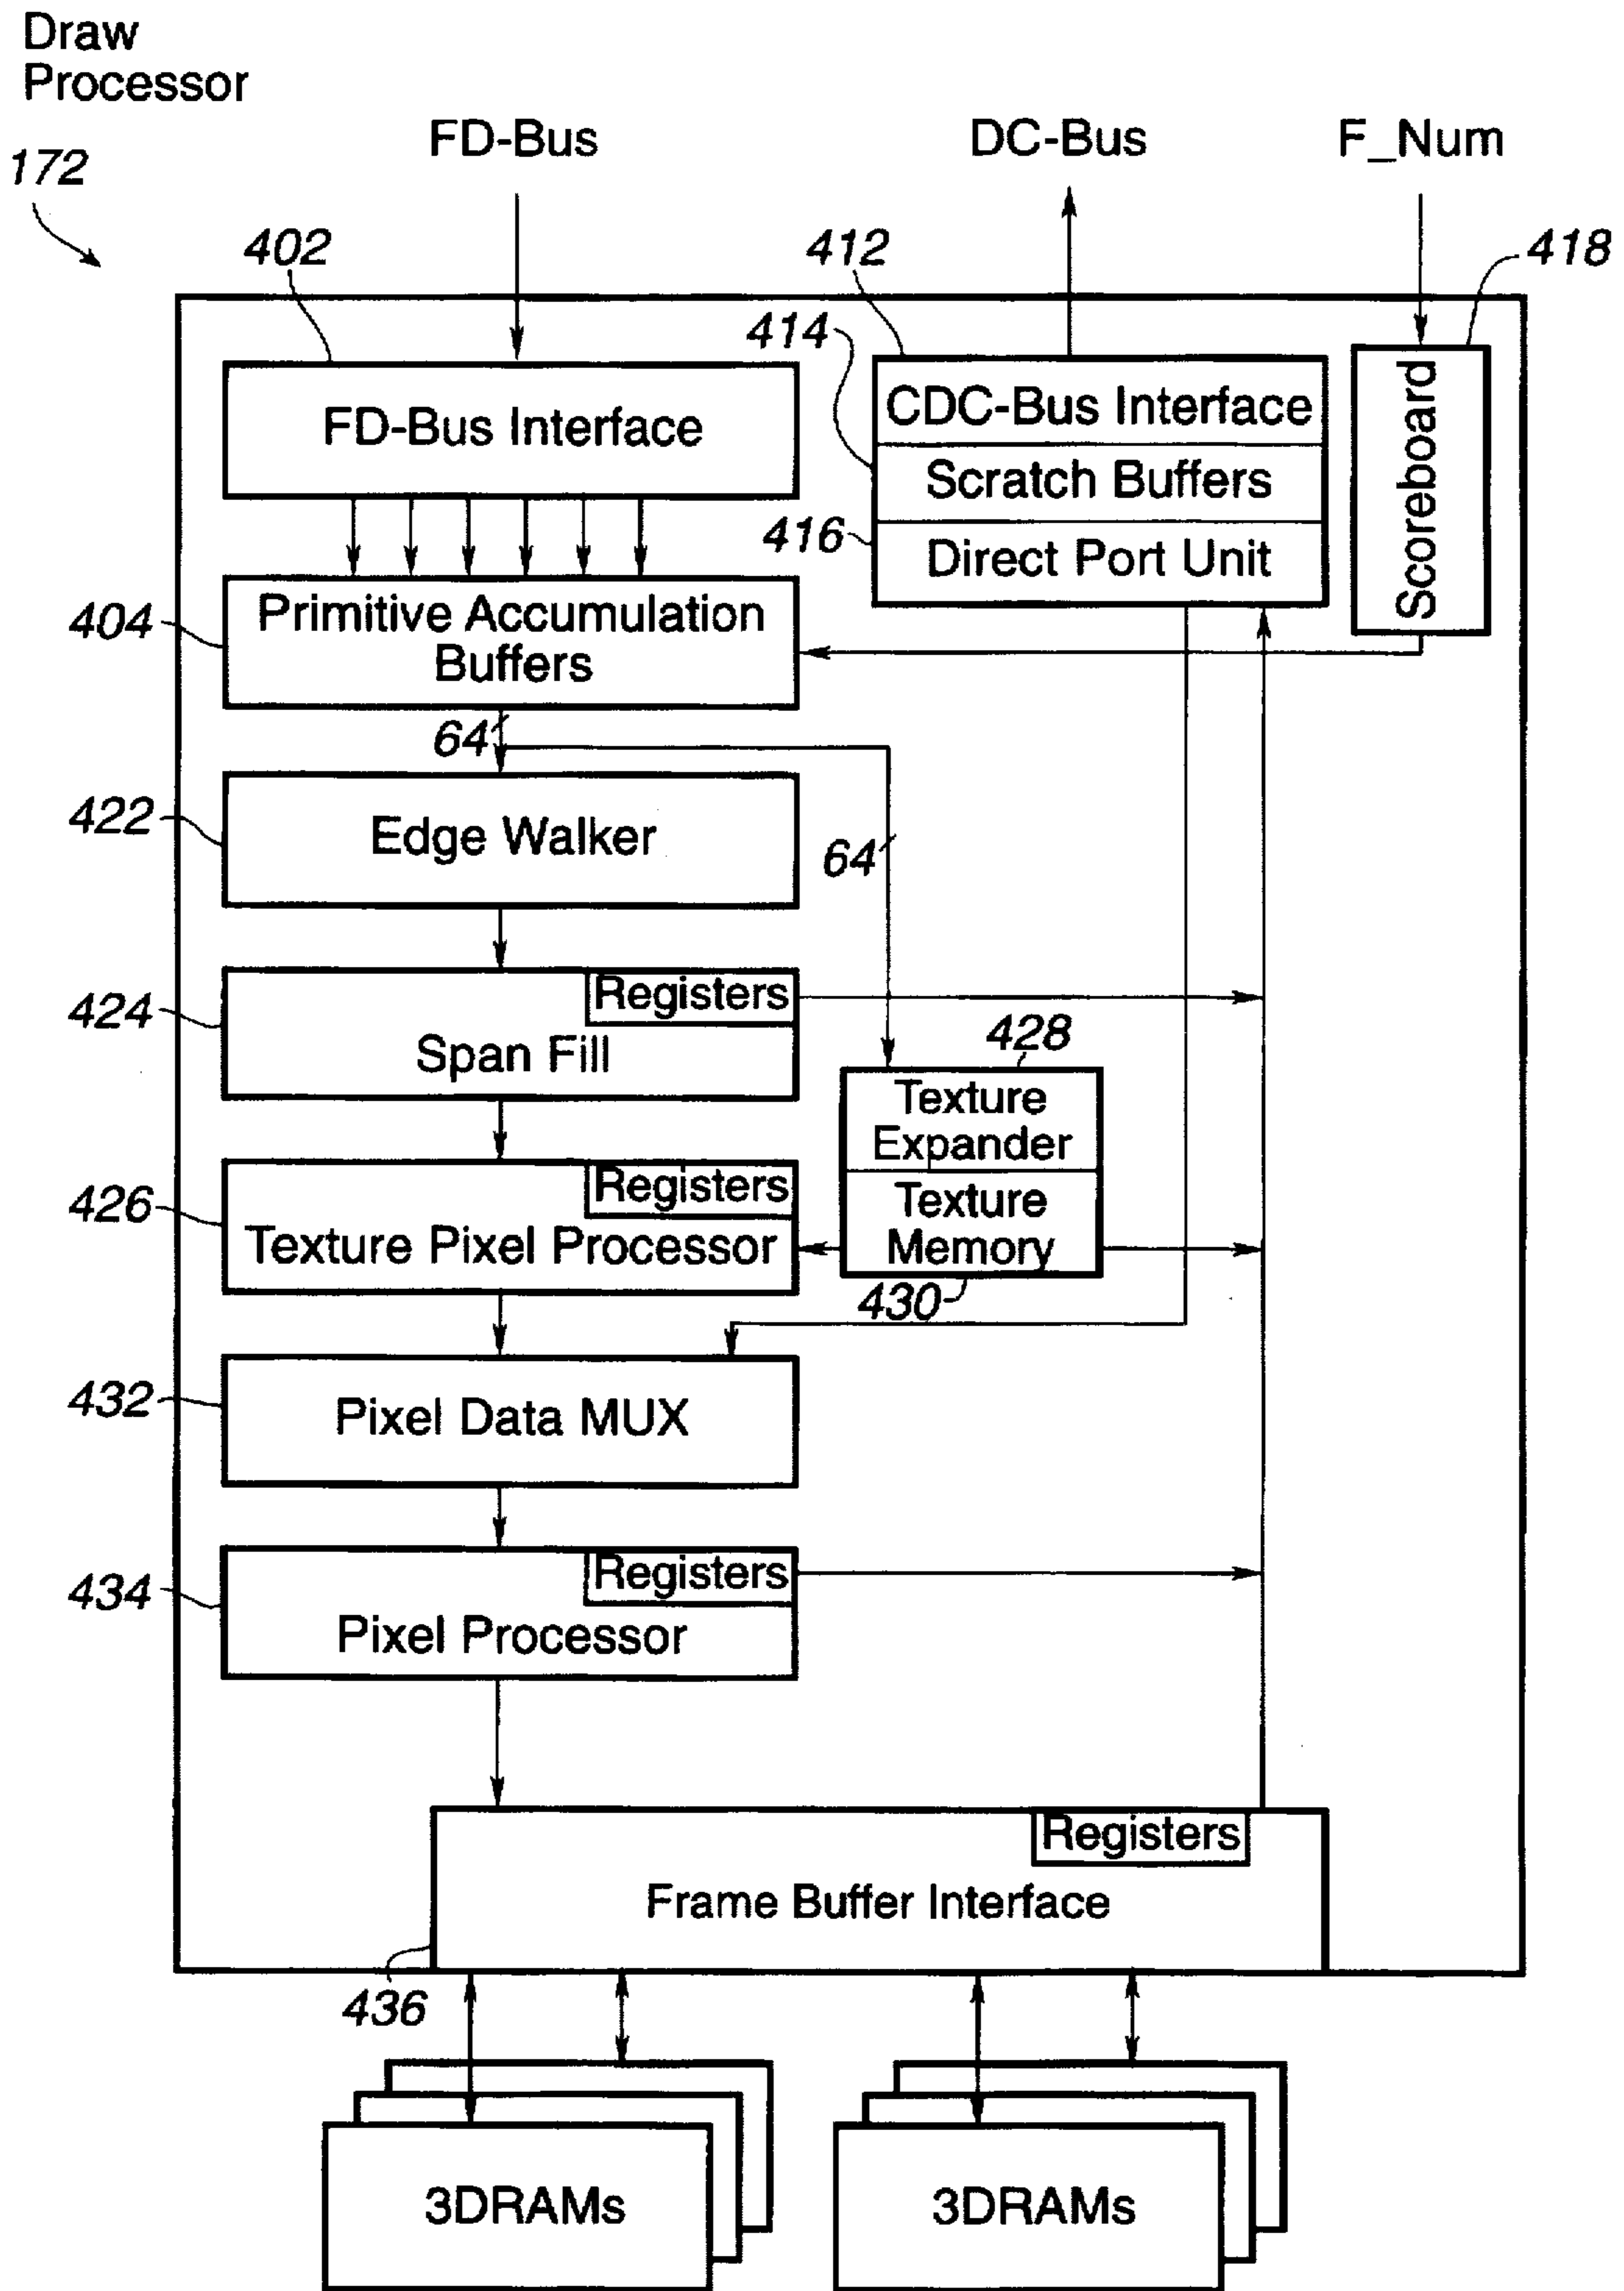 Draw
Processor
172
FD-Bus
DC-Bus
F_Num
402
412
418
414
FD-Bus Interface
CDC-Bus Interface
Scratch Buffers
416
Direct Port Unit
Scoreboard
404
Primitive Accumulation
Buffers
64
422
Edge Walker
64
424
Registers
Span Fill
428
Texture
Expander
426
Registers
Texture Pixel Processor
Texture
Memory
430
432
Pixel Data MUX
434
Registers
Pixel Processor
Registers
Frame Buffer Interface
436
3DRAMs
3DRAMs